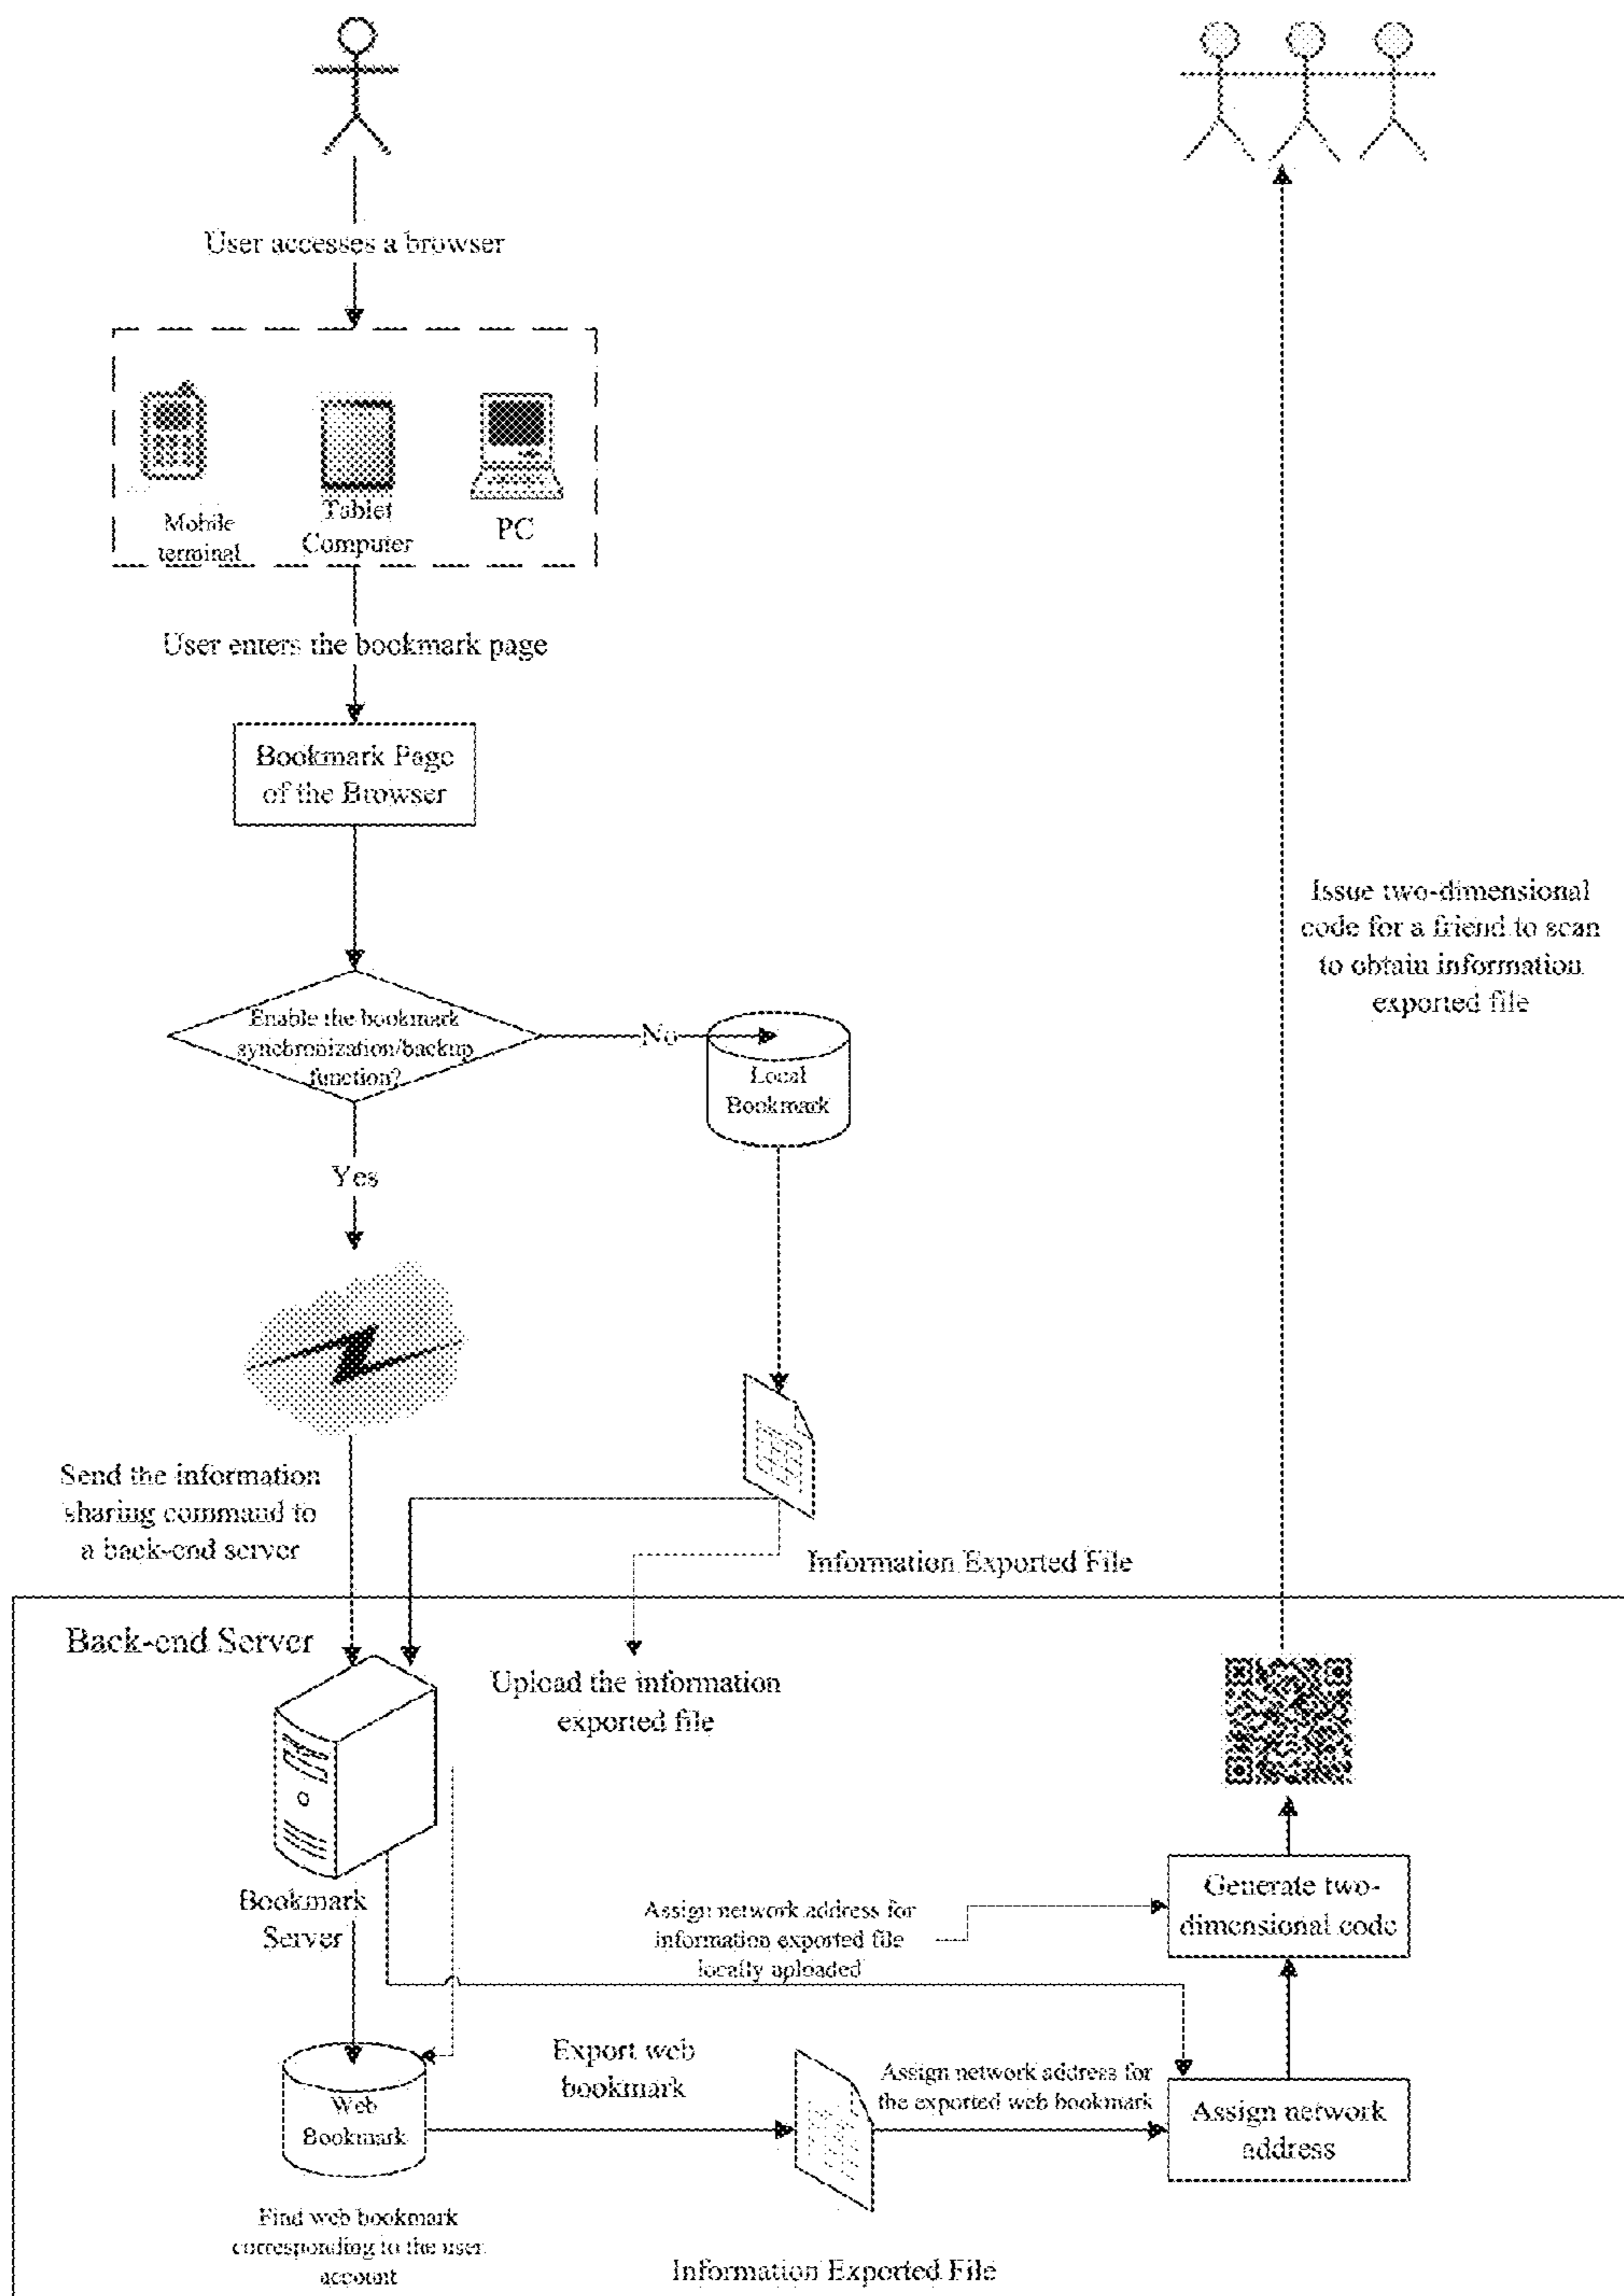 User accesses a browser
Mobile
terminal
Tablet
Computer
PC
User enters the bookmark page
Bookmark Page
of the Browser
Enable the bookmark
synchronization/backup
function?
No
Local
Bookmark
Yes
Issue two-dimensional
code for a friend to scan
to obtain information
exported file
Send the information
sharing command to
a back-end server
Information Exported File
Back-end Server
Upload the information
exported file
Bookmark
Server
Assign network address for
information exported file
locally uploaded
Generate two-
dimensional code
Export web
bookmark
Assign network address for
the exported web bookmark
Assign network
address
Web
Bookmark
Find web bookmark
corresponding to the user
account
Information Exported File